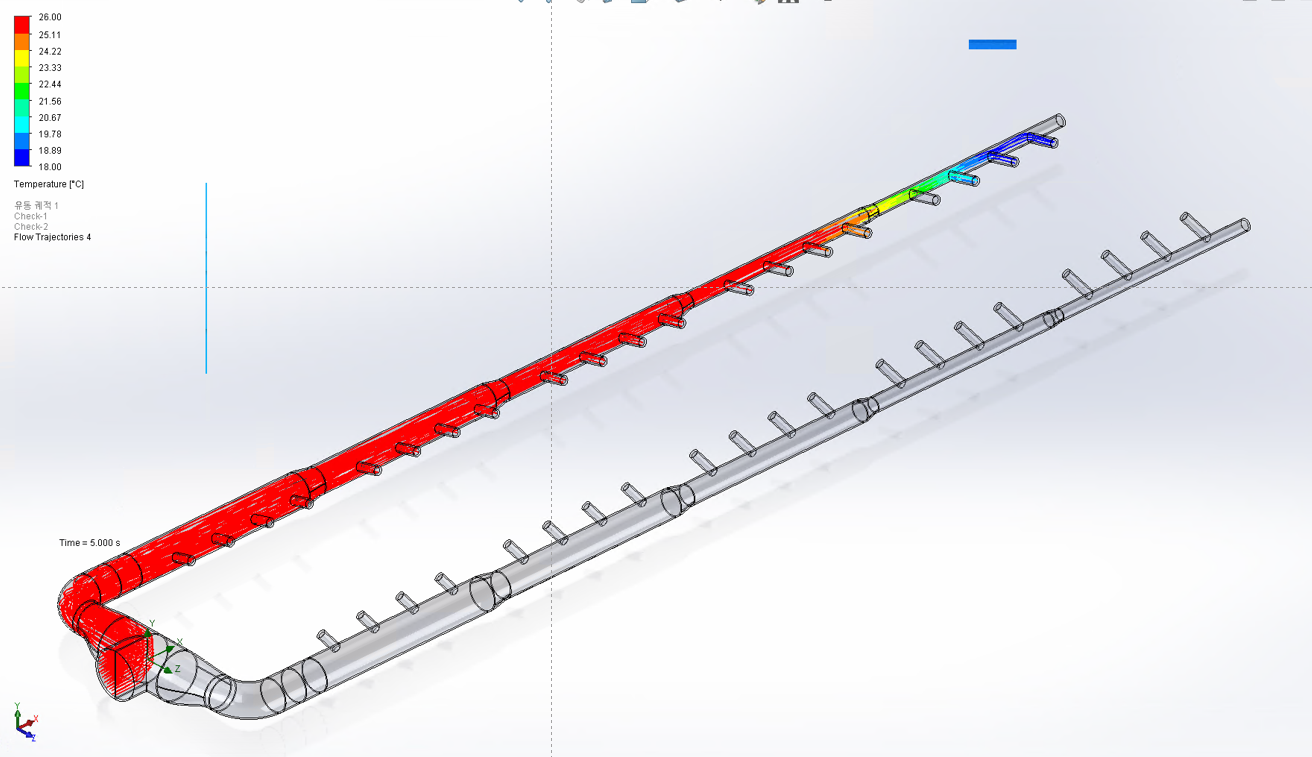 26.00
25.11
24.22
23.33
22.44
21.56
20.67
19.78
18.89
18.00
Temperature [°C]
유동 궤적 1
Check-1
Check-2
Flow Trajectories 4
Time = 5.000 s
Y
X
Z
Y
X
Z